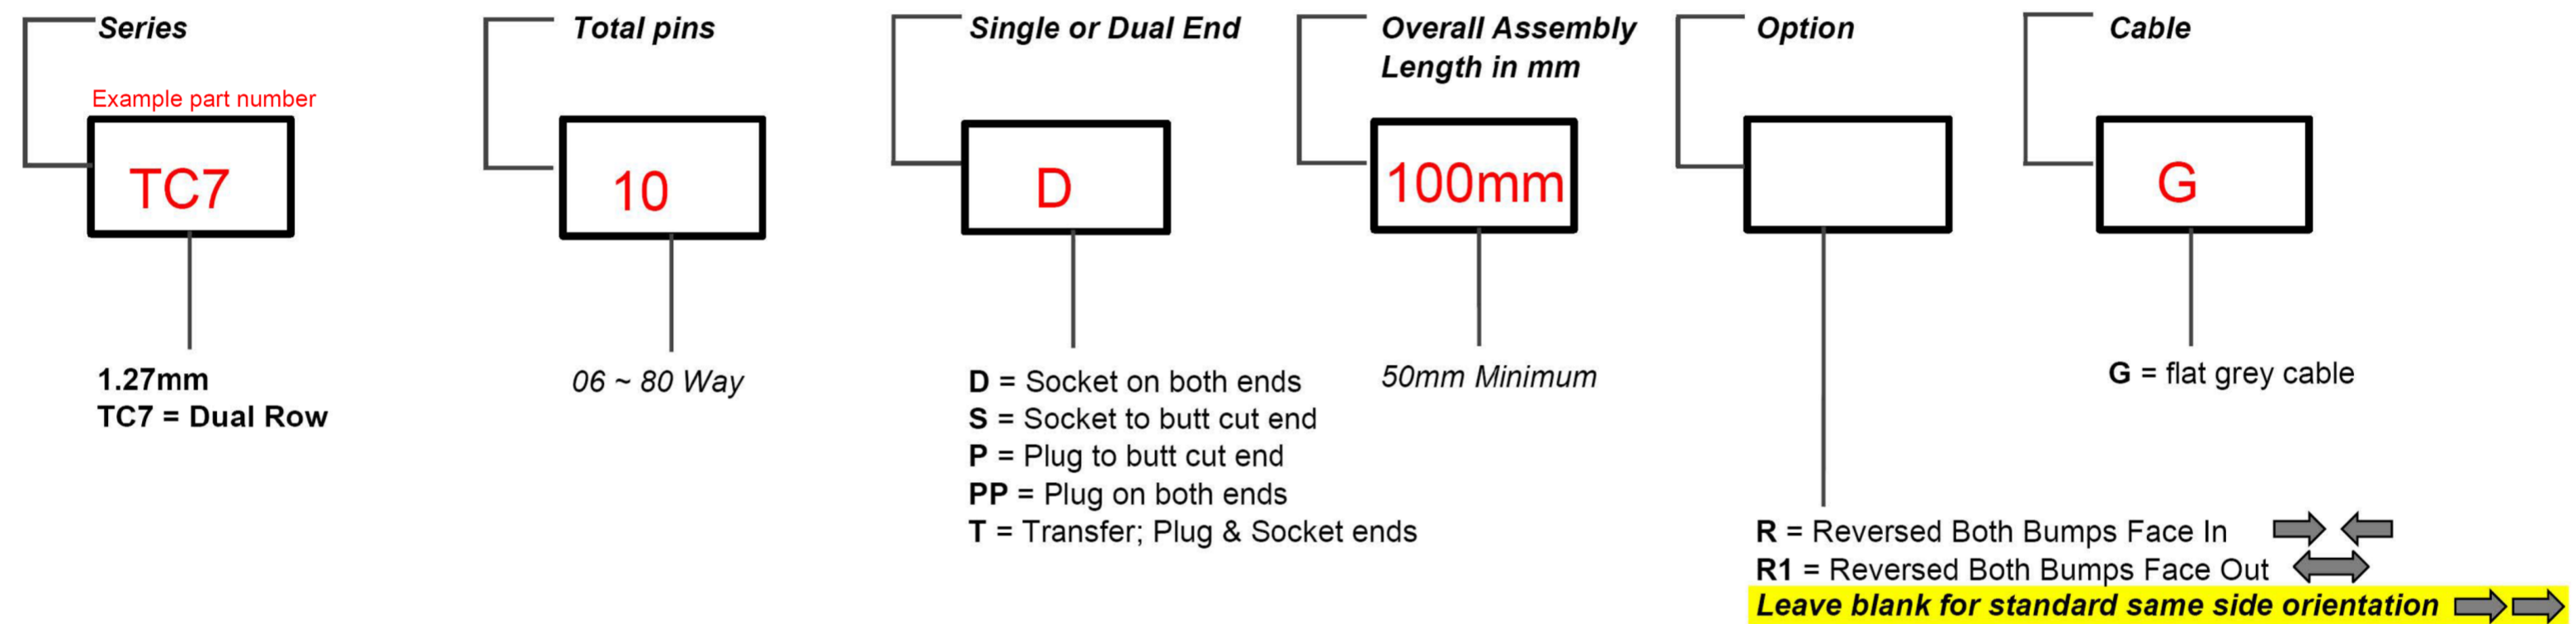 Series
Example part number
TC7
1.27mm
TC7 = Dual Row
Total pins
10
06 ~ 80 Way
Single or Dual End
D
D = Socket on both ends
S = Socket to butt cut end
P = Plug to butt cut end
PP = Plug on both ends
T = Transfer; Plug & Socket ends
Overall Assembly
Length in mm
100mm
50mm Minimum
Option
R = Reversed Both Bumps Face In
R1 = Reversed Both Bumps Face Out
Leave blank for standard same side orientation
Cable
G
G = flat grey cable